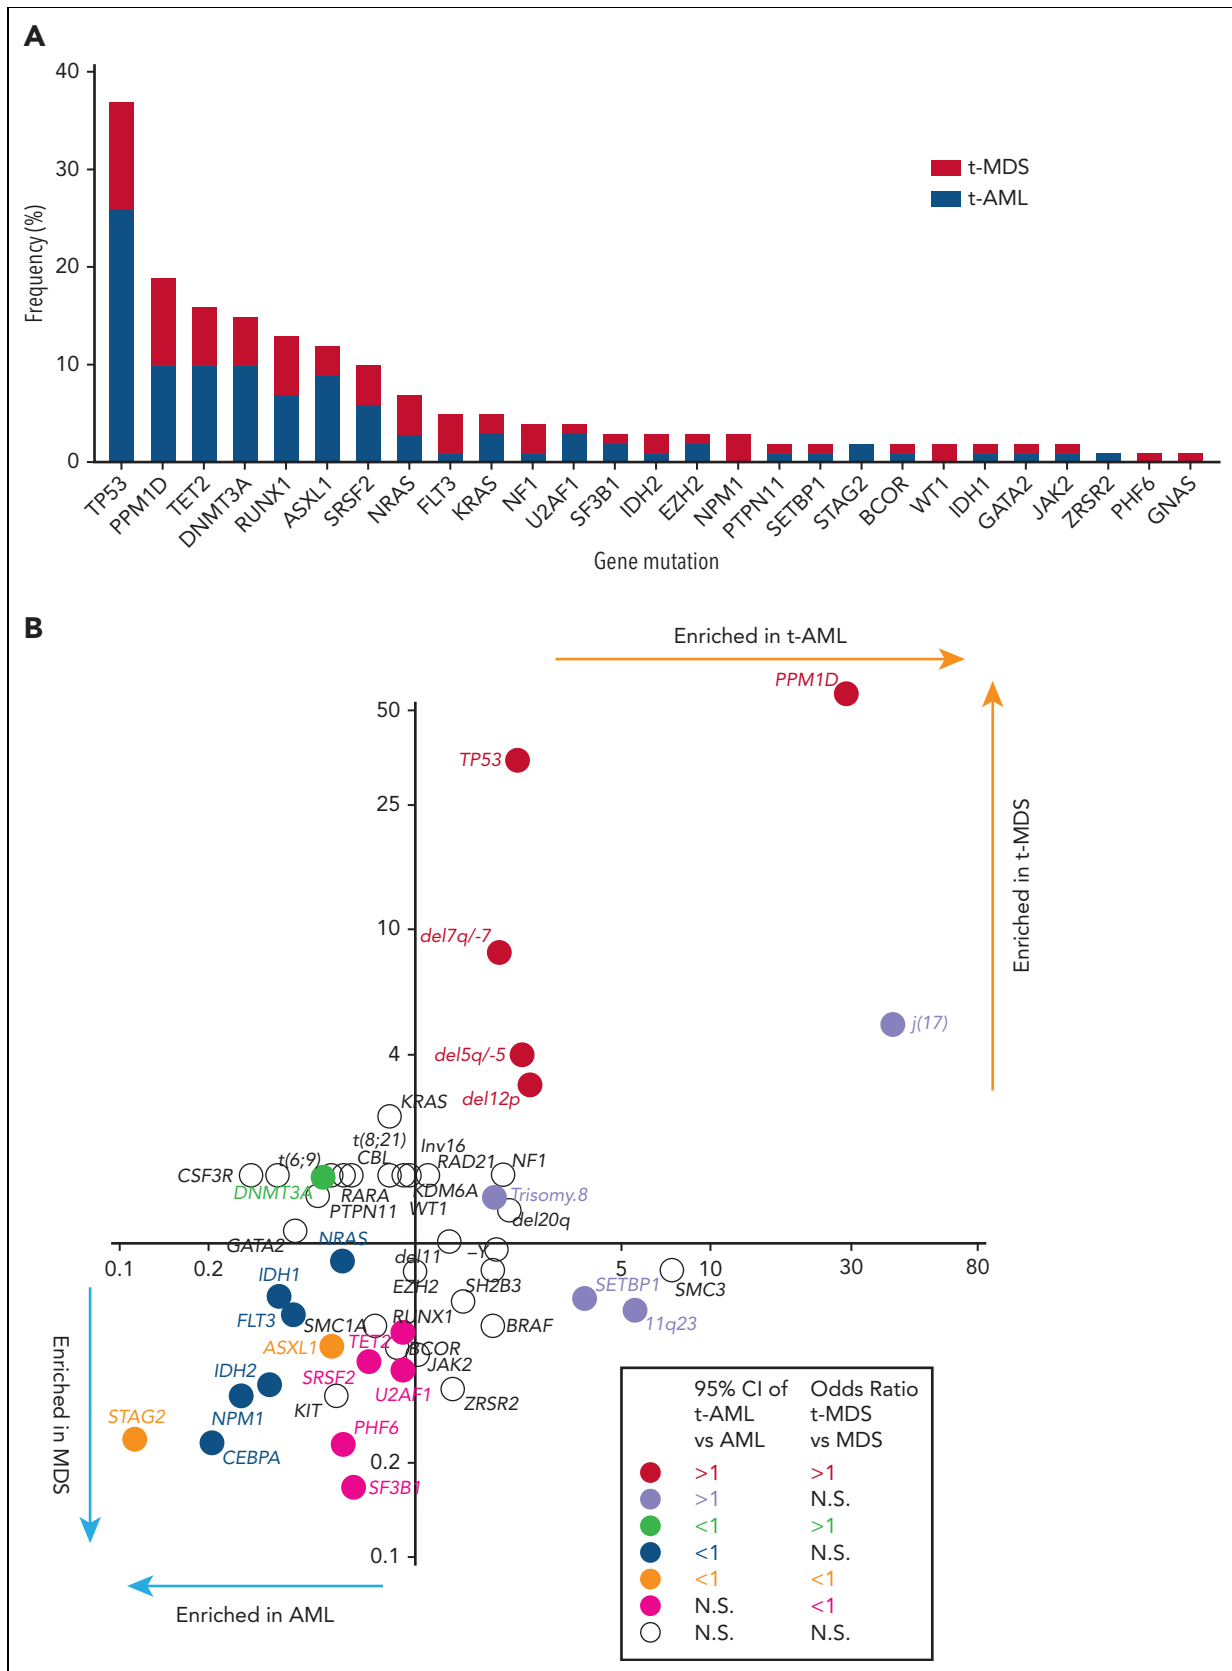 A
40
30
20
10
0
Frequency (%)
t-MDS
t-AML
TP53
PPM1D
TET2
DNMT3A
RUNX1
ASXL1
SRSF2
NRAS
FLT3
KRAS
NF1
U2AF1
SF3B1
IDH2
EZH2
NPM1
PTPN11
SETBP1
STAG2
BCOR
WT1
IDH1
GATA2
JAK2
ZRSR2
PHF6
GNAS
Gene mutation
B
Enriched in t-AML
PPM1D
50
TP53
25
Enriched in t-MDS
10
del7q/-7
j(17)
4
del5q/-5
del12p
KRAS
t(8;21)
Inv16
t(6;9)
CBL
RAD21
NF1
CSF3R
DNMT3A
RARA
KDM6A
Trisomy.8
PTPN11
WT1
del20q
GATA2
NRAS
del11
–Y
0.1
0.2
5
10
30
80
IDH1
EZH2
SH2B3
SETBP1
SMC3
FLT3
SMC1A
RUNX1
BRAF
11q23
ASXL1
TET2
BCOR
JAK2
IDH2
SRSF2
U2AF1
KIT
ZRSR2
STAG2
NPM1
PHF6
CEBPA
0.2
SF3B1
0.1
Enriched in MDS
Enriched in AML
95% CI of
t-AML
vs AML
Odds Ratio
t-MDS
vs MDS
>1 >1
>1 N.S.
<1 >1
<1 N.S.
<1 <1
N.S. <1
N.S. N.S.